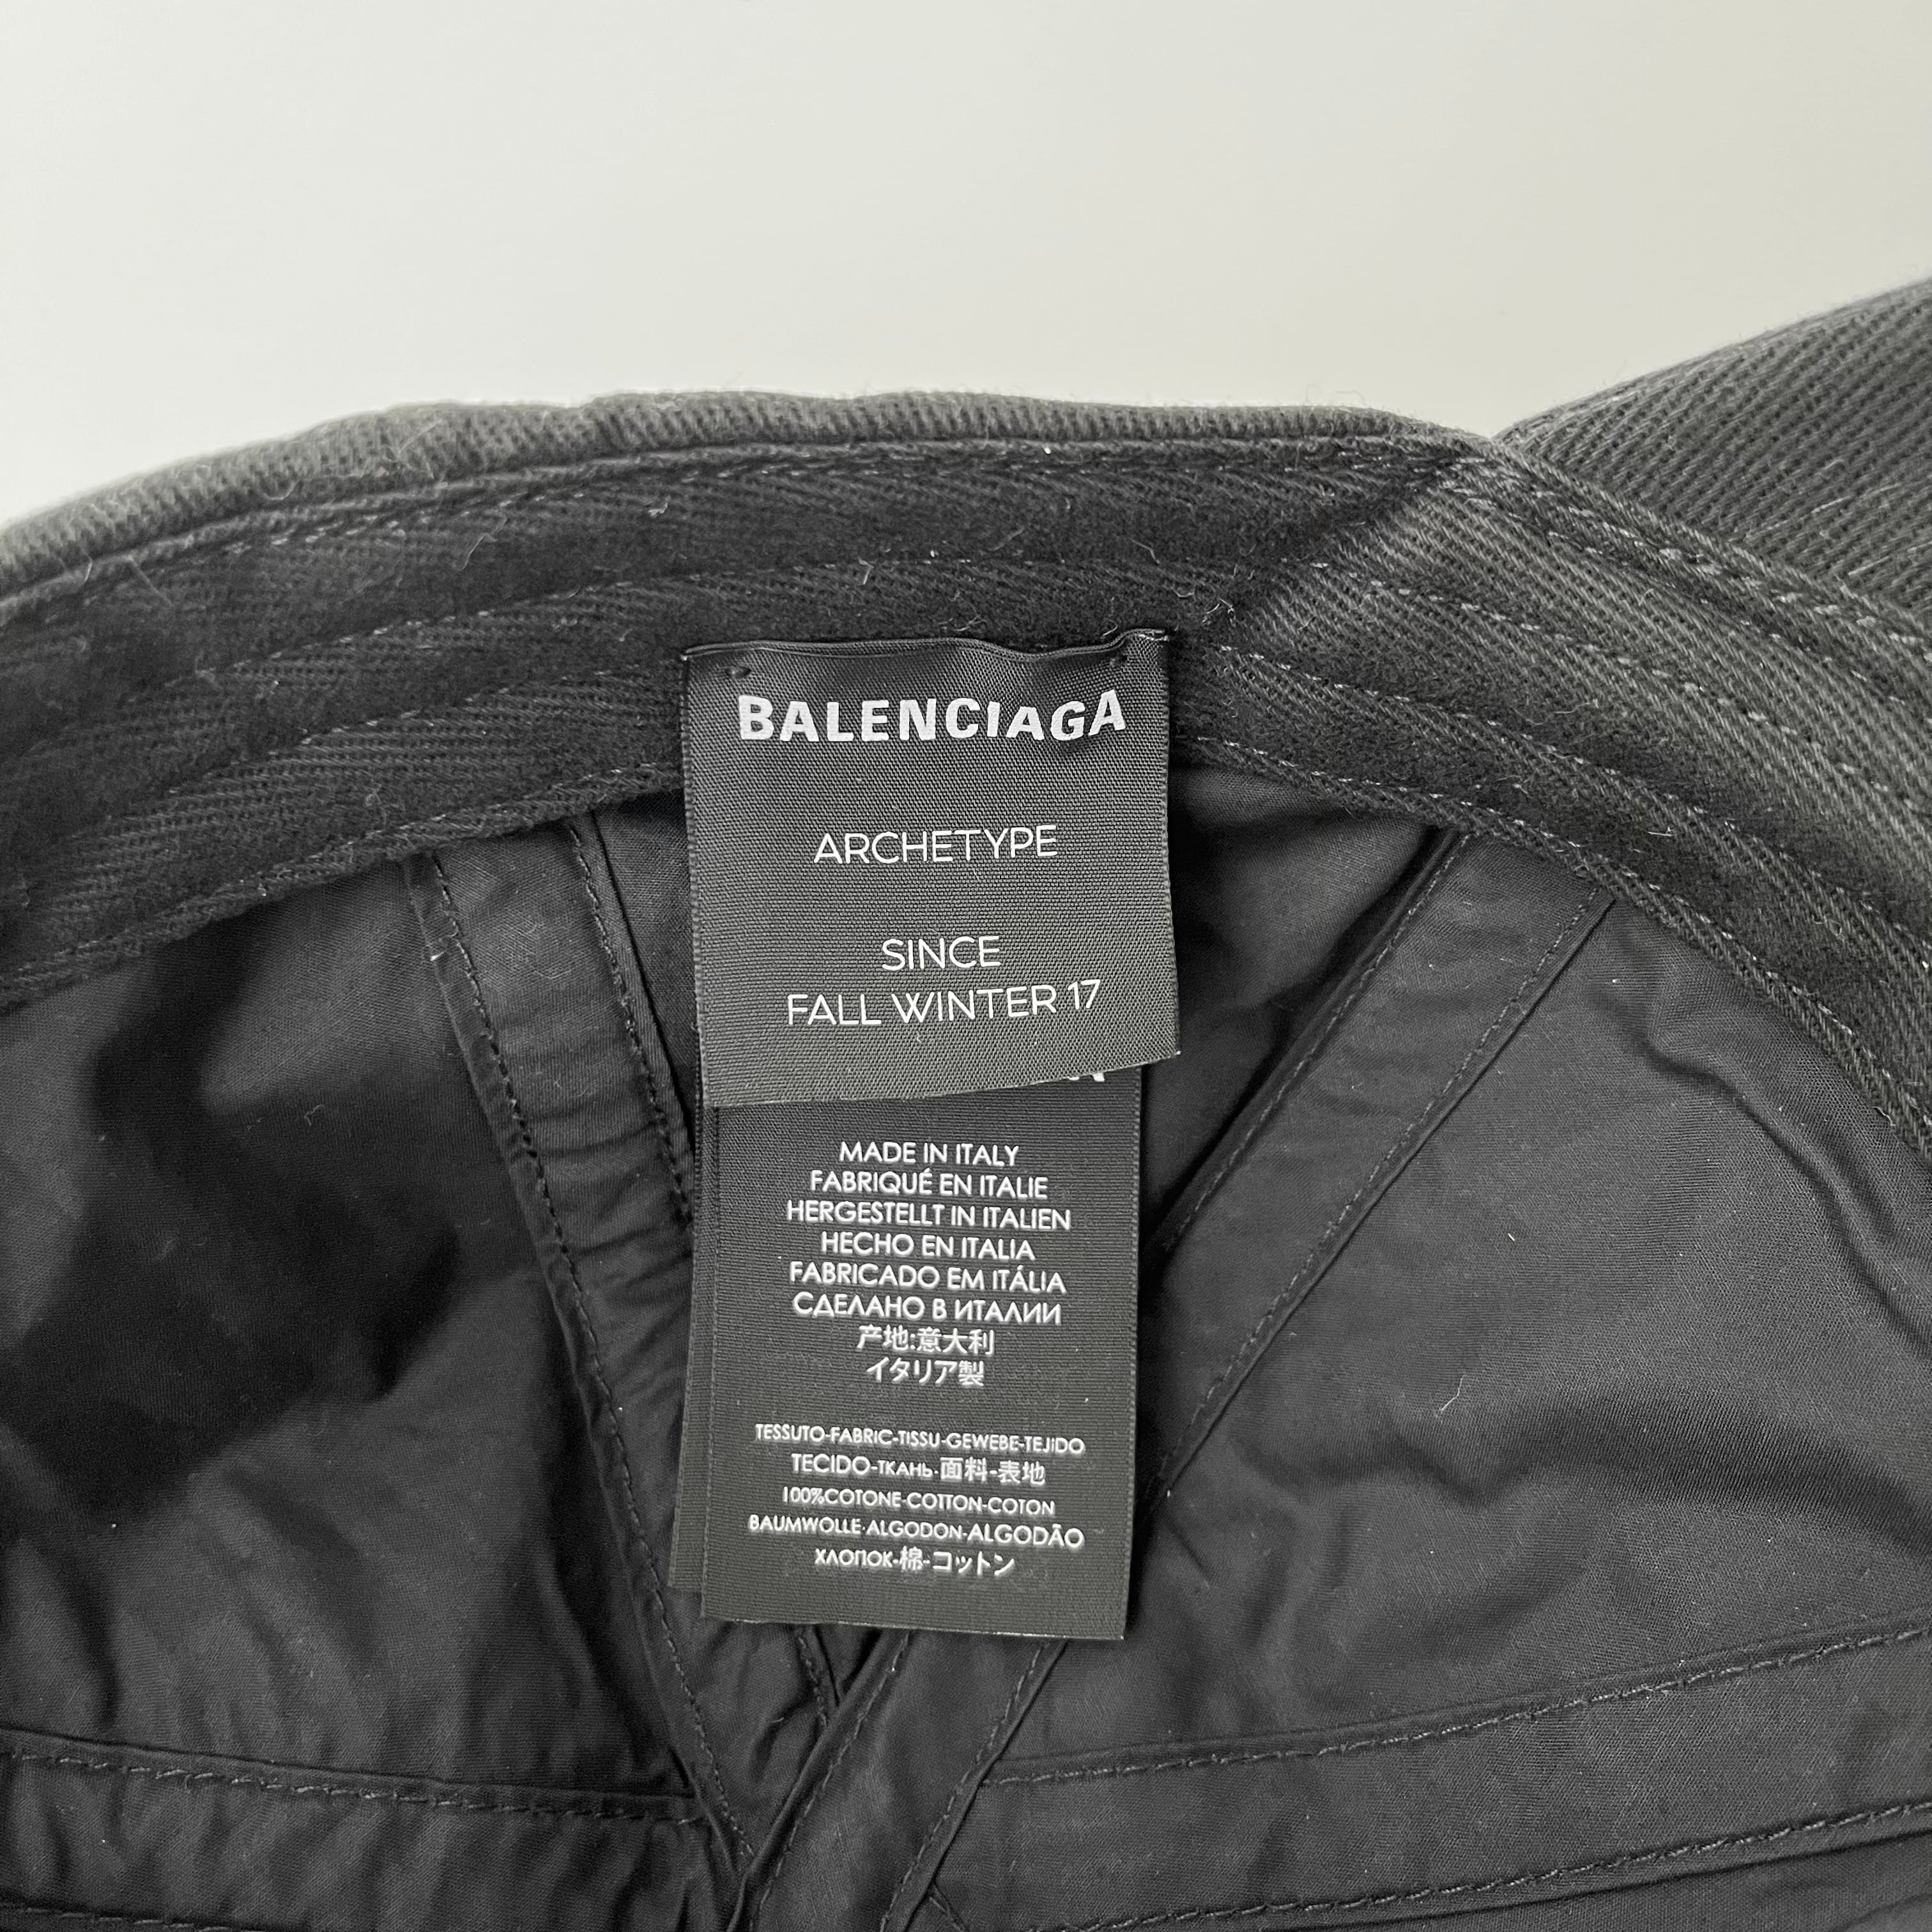 BALENCIAGA
ARCHETYPE
SINCE
FALL WINTER 17
MADE IN ITALY
FABRIQUÉ EN ITALIE
HERGESTELLT IN ITALIEN
HECHO EN ITALIA
FABRICADO EM ITÁLIA
СДЕЛАНО В ИТАЛИИ
产地:意大利
イタリア製
TESSUTO-FABRIC-TISSU-GEWEBE-TEJIDO
TECIDO-ТКАНЬ-面料-表地
100%COTONE-COTTON-COTON
BAUMWOLLE-ALGODON-ALGODÃO
ХЛОПОК-棉-コットン